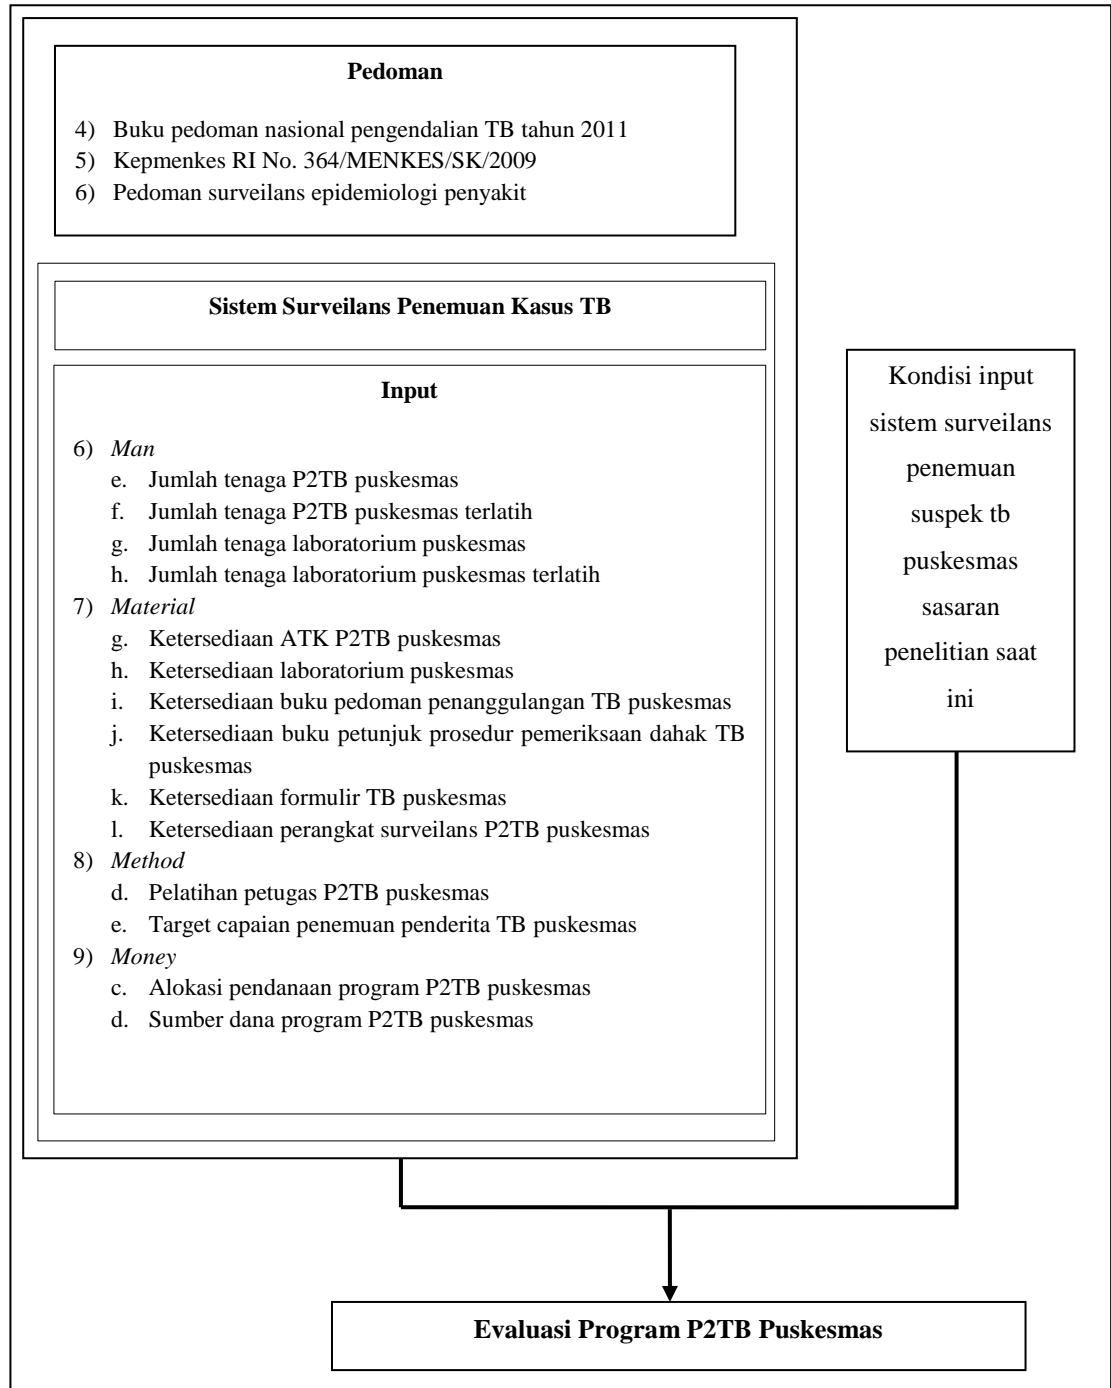 Pedoman
4) Buku pedoman nasional pengendalian TB tahun 2011
5) Kepmenkes RI No. 364/MENKES/SK/2009
6) Pedoman surveilans epidemiologi penyakit
Sistem Surveilans Penemuan Kasus TB
Input
6) Man
e. Jumlah tenaga P2TB puskesmas
f. Jumlah tenaga P2TB puskesmas terlatih
g. Jumlah tenaga laboratorium puskesmas
h. Jumlah tenaga laboratorium puskesmas terlatih
7) Material
g. Ketersediaan ATK P2TB puskesmas
h. Ketersediaan laboratorium puskesmas
i. Ketersediaan buku pedoman penanggulangan TB puskesmas
j. Ketersediaan buku petunjuk prosedur pemeriksaan dahak TB
puskesmas
k. Ketersediaan formulir TB puskesmas
l. Ketersediaan perangkat surveilans P2TB puskesmas
8) Method
d. Pelatihan petugas P2TB puskesmas
e. Target capaian penemuan penderita TB puskesmas
9) Money
c. Alokasi pendanaan program P2TB puskesmas
d. Sumber dana program P2TB puskesmas
Kondisi input
sistem surveilans
penemuan
suspek tb
puskesmas
sasaran
penelitian saat
ini
Evaluasi Program P2TB Puskesmas